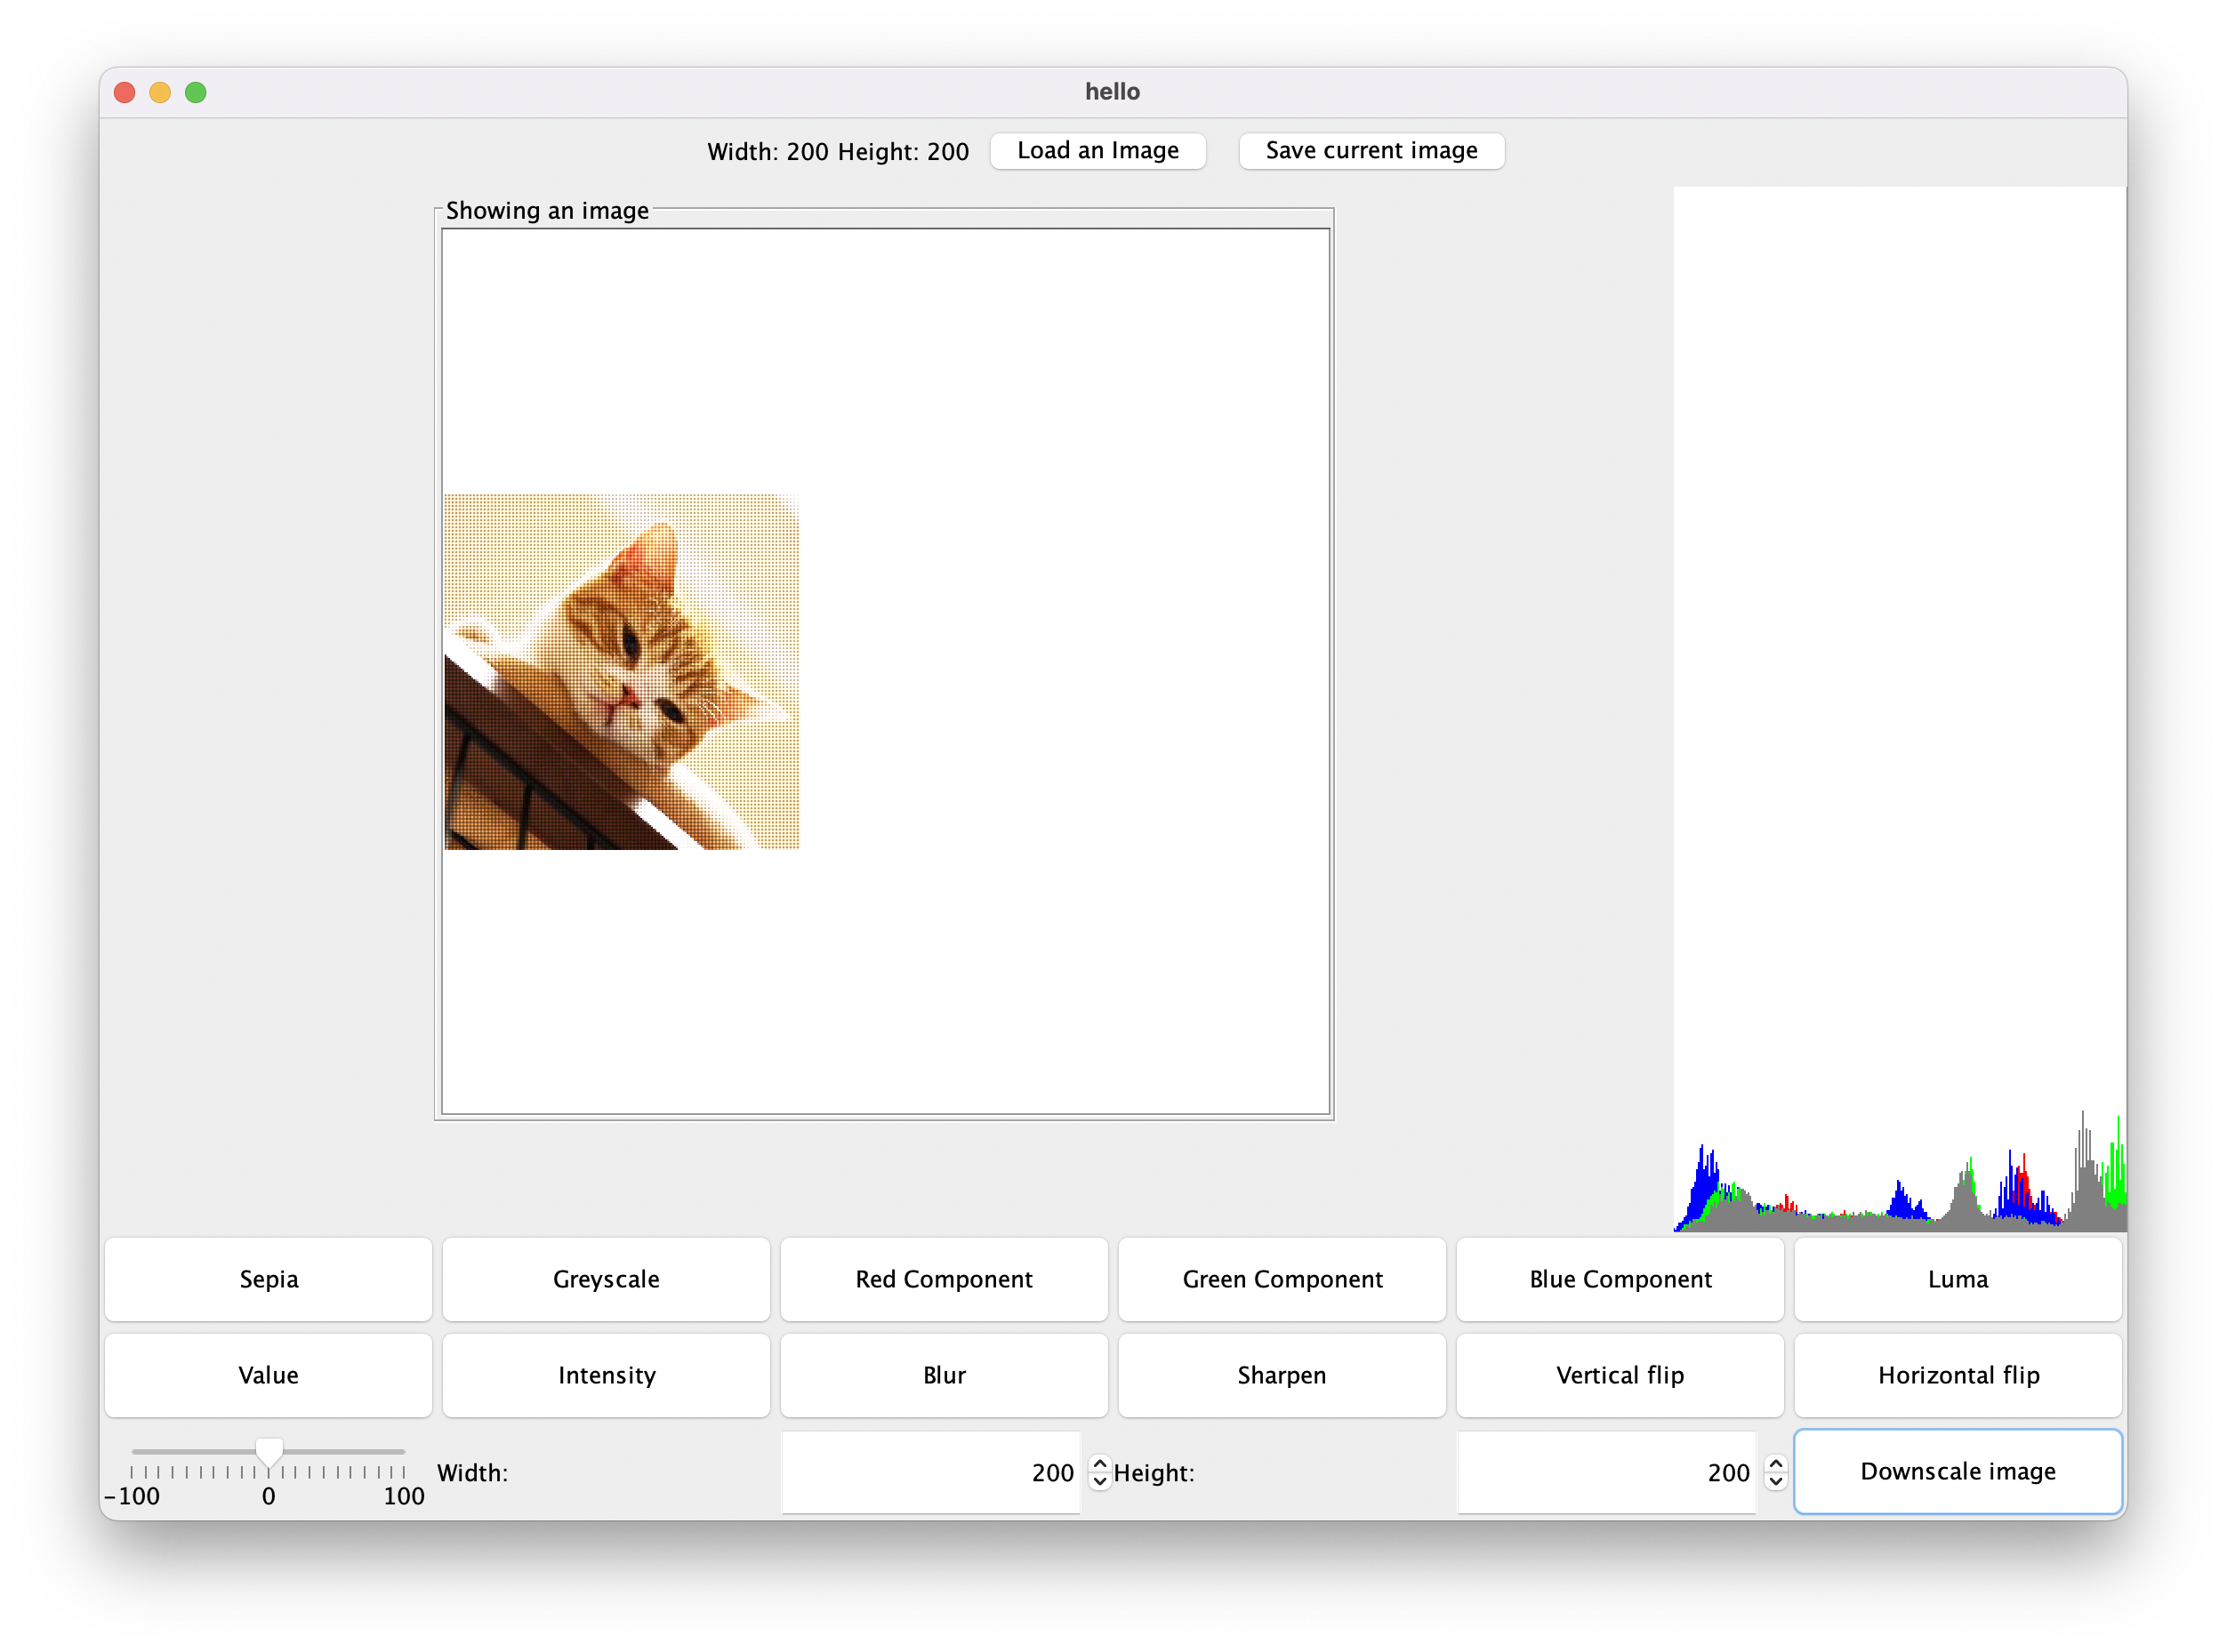 hello
Width: 200 Height: 200 Load an Image Save current image
Showing an image
Sepia Greyscale Red Component Green Component Blue Component Luma
Value Intensity Blur Sharpen Vertical flip Horizontal flip
Width: 200 Height: 200 Downscale image
-100 0 100